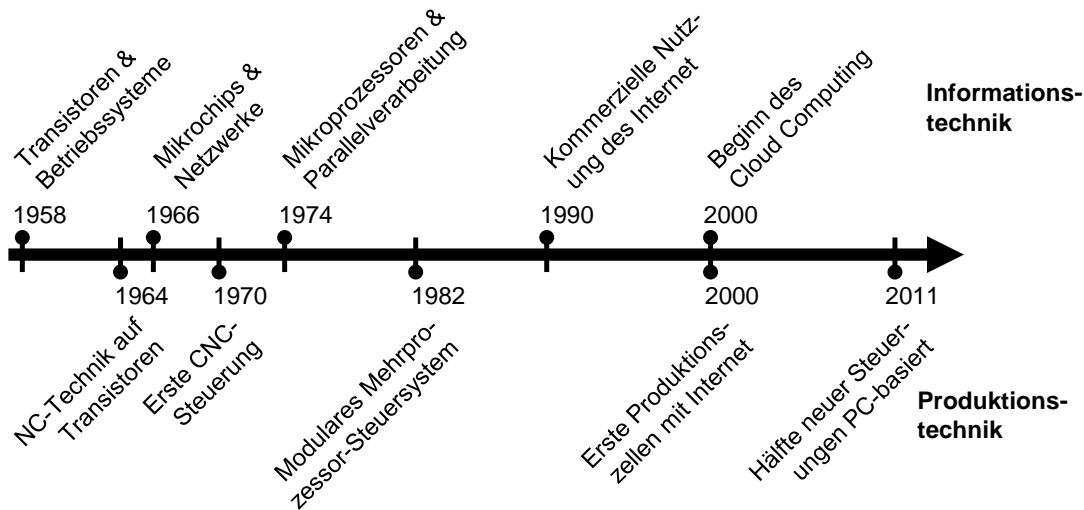 Transistoren &
Betriebssysteme
Mikrochips &
Netzwerke
Mikroprozessoren &
Parallelverarbeitung
Kommerzielle Nutz-
ung des Internet
Beginn des
Cloud Computing
Informations-
technik
1958
1966
1974
1990
2000
1964
1970
1982
2000
2011
NC-Technik auf
Transistoren
Erste CNC-
Steuerung
Modulares Mehrpro-
zessor-Steuersystem
Erste Produktions-
zellen mit Internet
Hälfte neuer Steuer-
ungen PC-basiert
Produktions-
technik